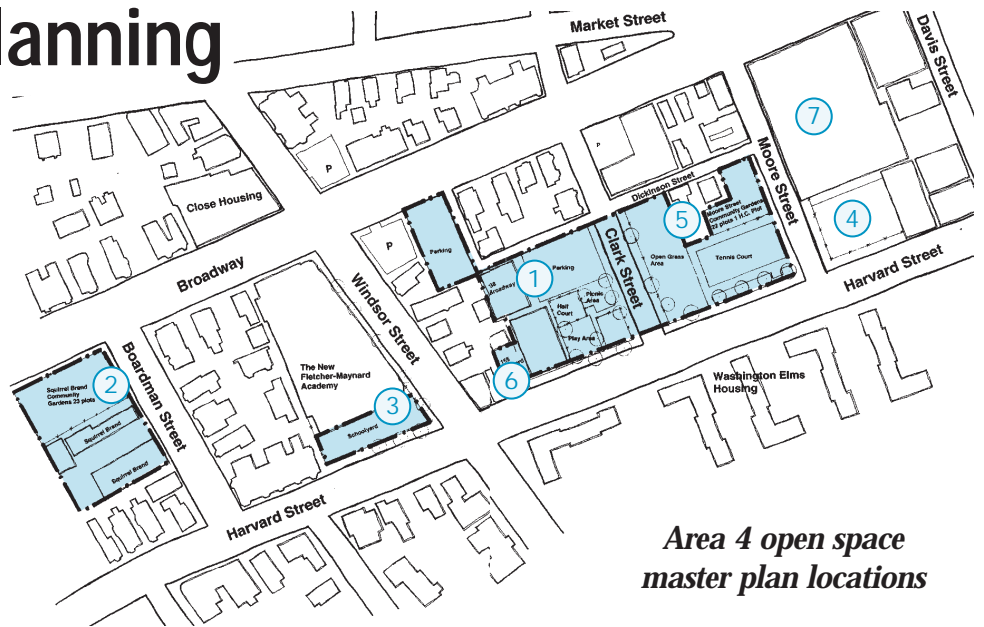 lanning
Market Street
Davis Street
7
P
P
Dickinson Street
Moore Street
Close Housing
5
Moore Street
Community Gardens
22 plots 1 H.C. Plot
4
P
Parking
Clark Street
Open Grass
Area
Tennis Court
Harvard Street
Broadway
Windsor Street
1
Parking
Broadway
Picnic
Area
Half
Court
Play Area
6
Boardman Street
2
Squirrel Brand
Community
Gardens 23 plots
Squirrel Brand
Squirrel Brand
The New
Fletcher-Maynard
Academy
3
Schoolyard
Washington Elms
Housing
Harvard Street
Area 4 open space
master plan locations